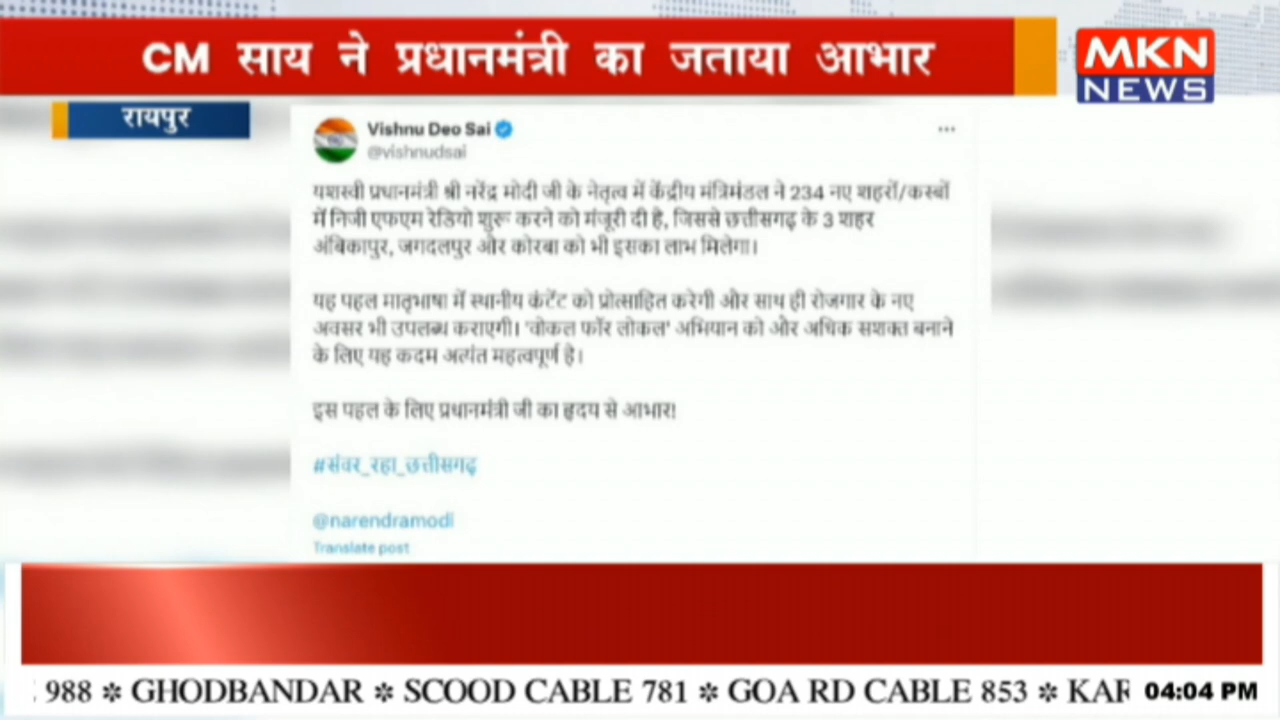 CM साय ने प्रधानमंत्री का जताया आभार
MKN
NEWS
रायपुर
Vishnu Deo Sai
@vishnudsai
यशस्वी प्रधानमंत्री श्री नरेंद्र मोदी जी के नेतृत्व में केंद्रीय मंत्रिमंडल ने 234 नए शहरों/कस्बों
में निजी एफएम रेडियो शुरू करने को मंजूरी दी है, जिससे छत्तीसगढ़ के 3 शहर
अंबिकापुर, जगदलपुर और कोरबा को भी इसका लाभ मिलेगा।
यह पहल मातृभाषा में स्थानीय कंटेंट को प्रोत्साहित करेगी और साथ ही रोजगार के नए
अवसर भी उपलब्ध कराएगी। 'वोकल फॉर लोकल' अभियान को और अधिक सशक्त बनाने
के लिए यह कदम अत्यंत महत्वपूर्ण है।
इस पहल के लिए प्रधानमंत्री जी का हृदय से आभार!
#संवर_रहा_छत्तीसगढ़
@narendramodi
Translate post
988 ✲ GHODBANDAR ✲ SCOOD CABLE 781 ✲ GOA RD CABLE 853 ✲ KAR
04:04 PM